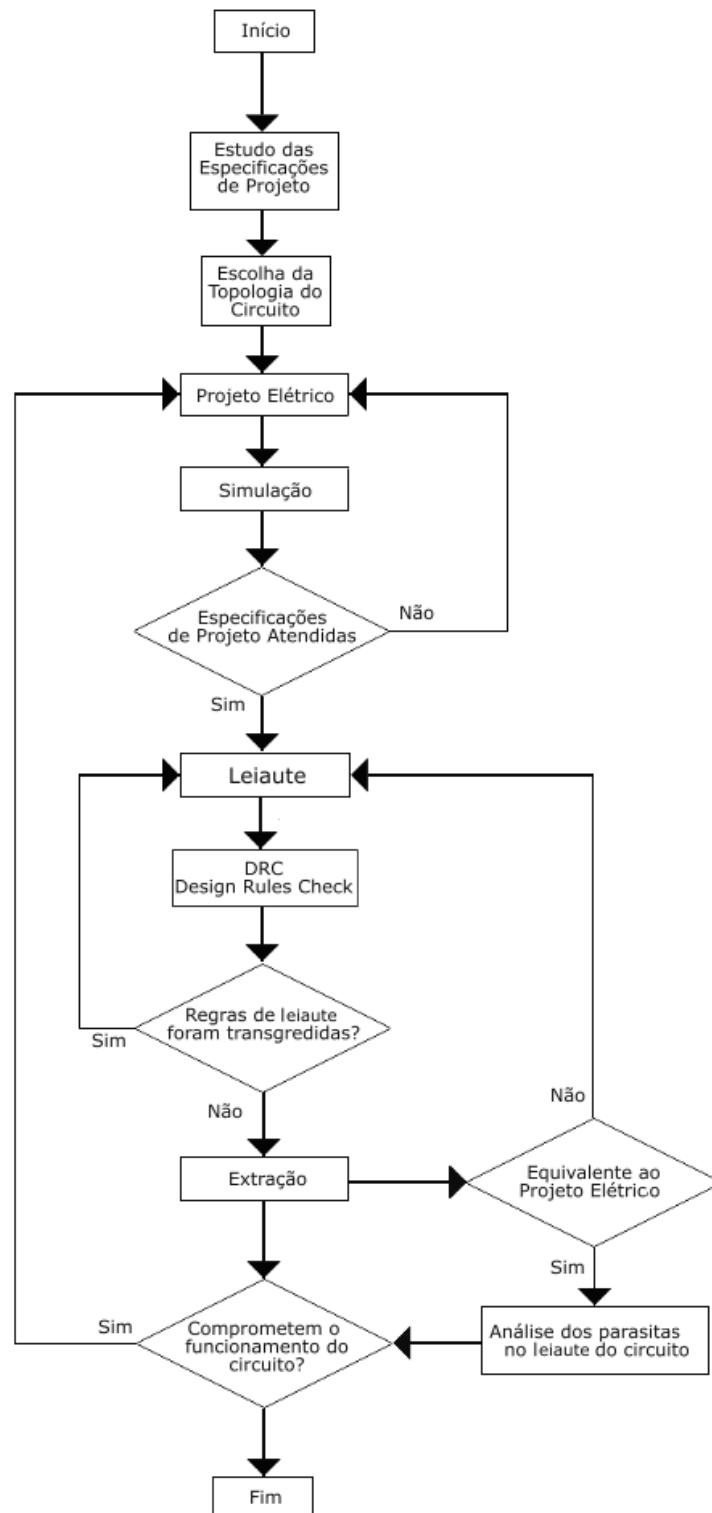 Início
Estudo das
Especificações
de Projeto
Escolha da
Topologia do
Circuito
Projeto Elétrico
Simulação
Especificações
de Projeto Atendidas
Não
Sim
Leiaute
DRC
Design Rules Check
Regras de leiaute
foram transgredidas?
Sim
Não
Não
Extração
Equivalente ao
Projeto Elétrico
Sim
Sim
Comprometem o
funcionamento do
circuito?
Análise dos parasitas
no leiaute do circuito
Fim